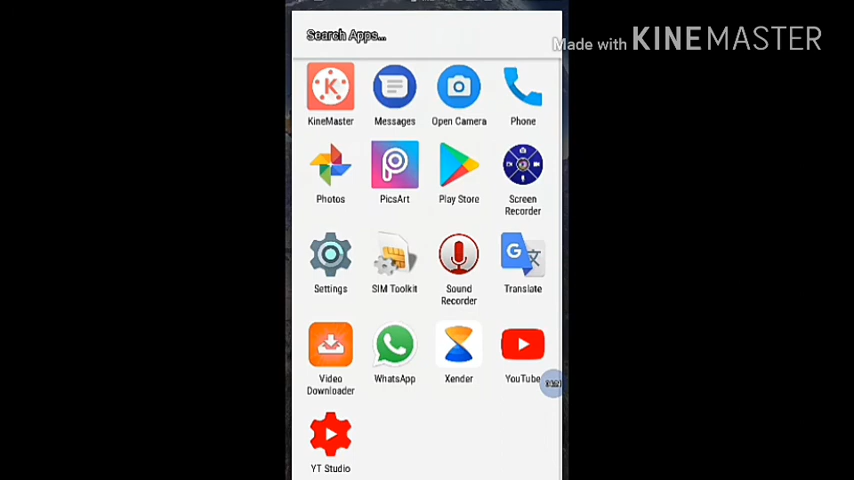 Search Apps...
Made with KINEMASTER
KineMaster
Messages
Open Camera
Phone
Photos
PicsArt
Play Store
Screen
Recorder
Settings
SIM Toolkit
Sound
Recorder
Translate
Video
Downloader
WhatsApp
Xender
YouTube
YT Studio